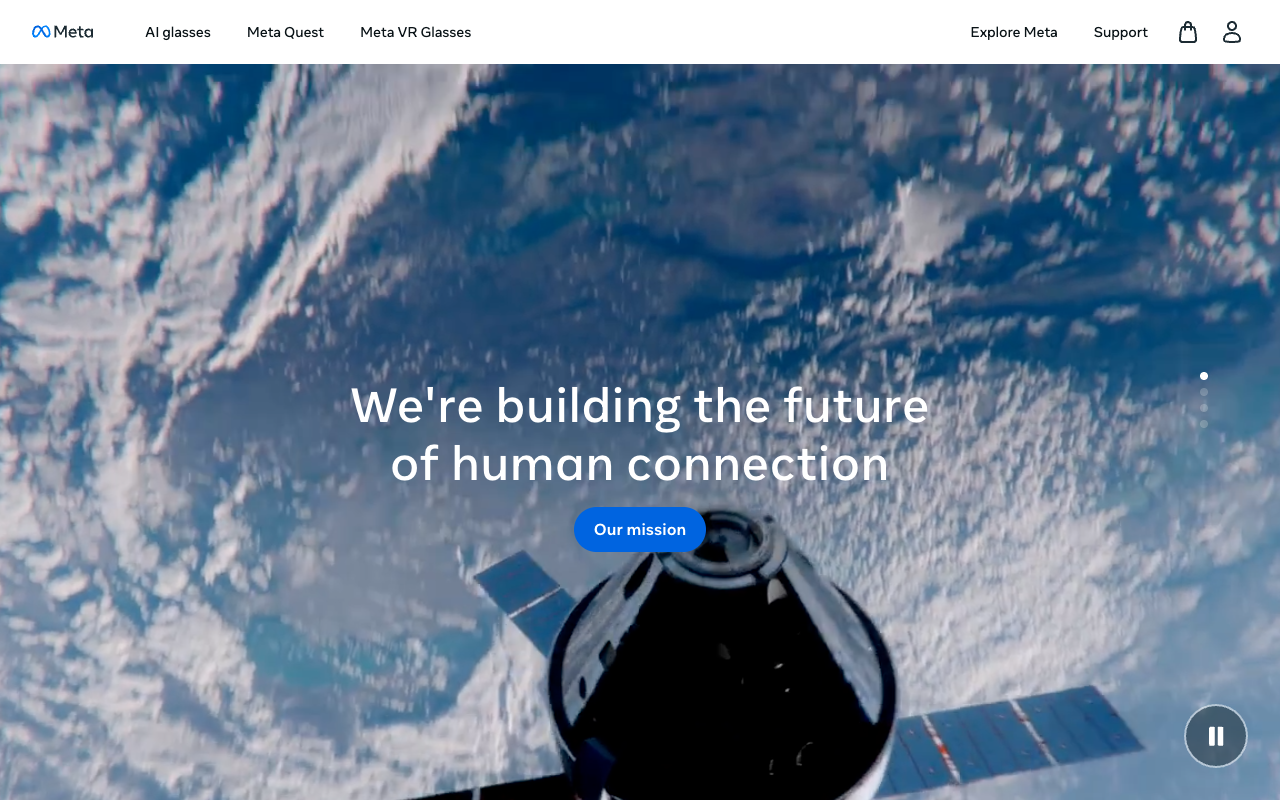 Meta
AI glasses
Meta Quest
Meta VR Glasses
Explore Meta
Support
We're building the future
of human connection
Our mission